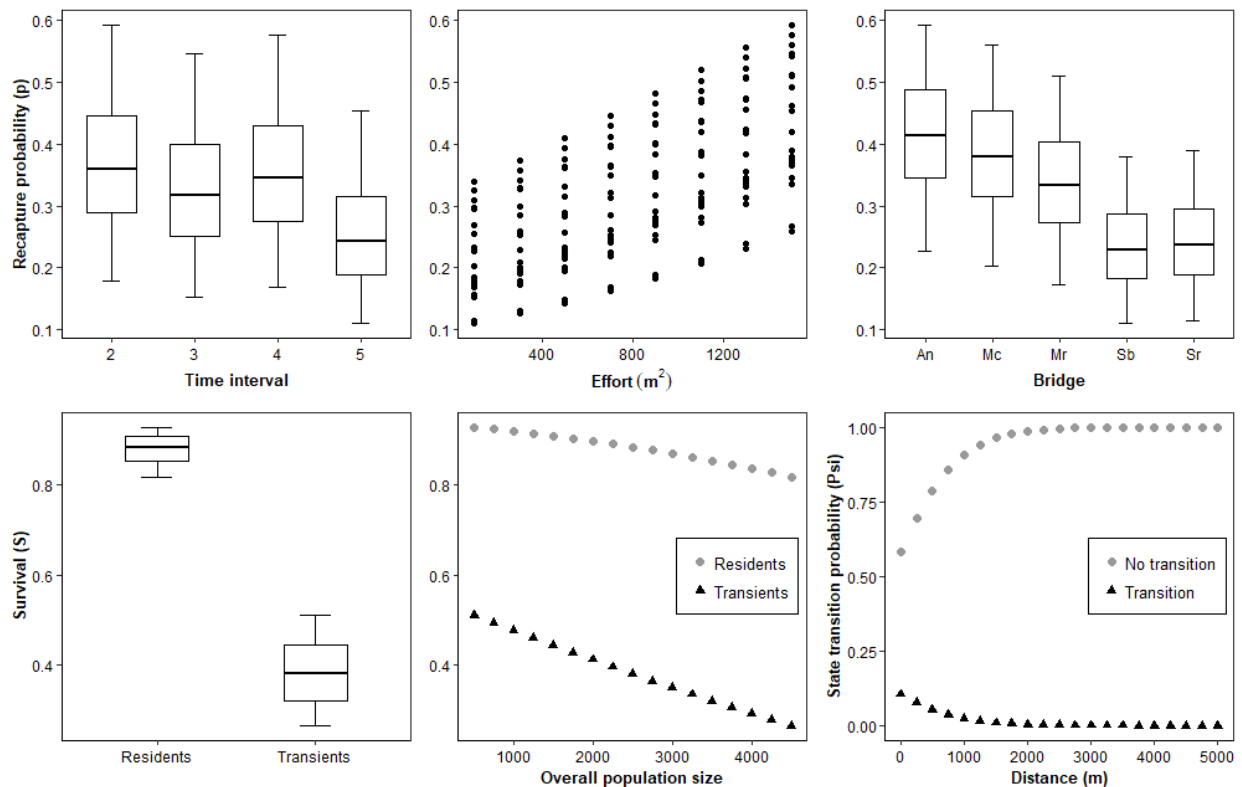 Recapture probability (p)
0.6
0.5
0.4
0.3
0.2
0.1
2 3 4 5
Time interval
0.6
0.5
0.4
0.3
0.2
0.1
400 800 1200
Effort (m²)
0.6
0.5
0.4
0.3
0.2
0.1
An Mc Mr Sb Sr
Bridge
Survival (S)
0.8
0.6
0.4
Residents Transients
0.8
0.6
0.4
Residents
Transients
1000 2000 3000 4000
Overall population size
State transition probability (Psi)
1.00
0.75
0.50
0.25
0.00
No transition
Transition
0 1000 2000 3000 4000 5000
Distance (m)